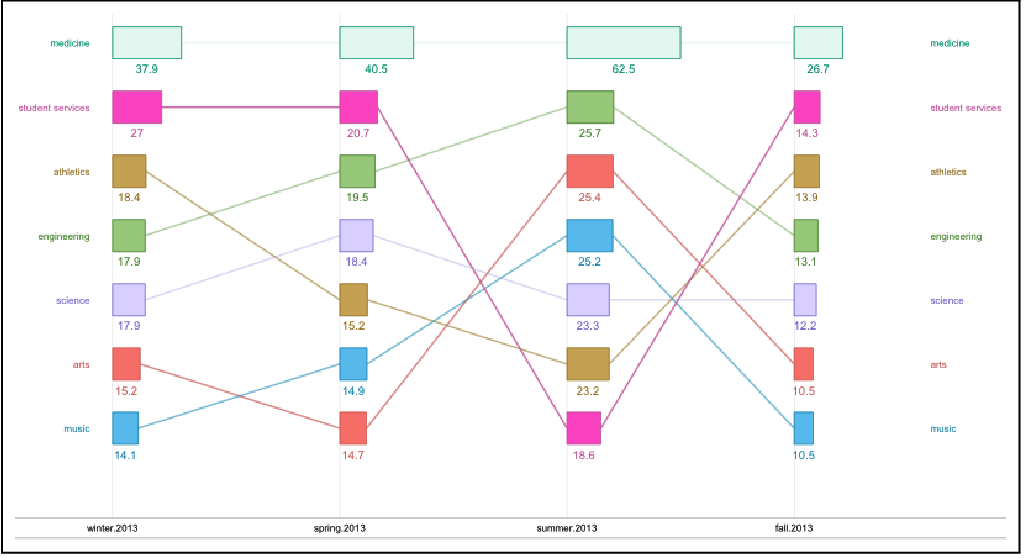 medicine medicine
37.9 40.5 62.5 26.7
student services student services
27 20.7 25.7 14.3
athletics athletics
18.4 19.5 25.4 13.9
engineering engineering
17.9 18.4 25.2 13.1
science science
17.9 15.2 23.3 12.2
arts arts
15.2 14.9 23.2 10.5
music music
14.1 14.7 18.6 10.5
winter.2013 spring.2013 summer.2013 fall.2013